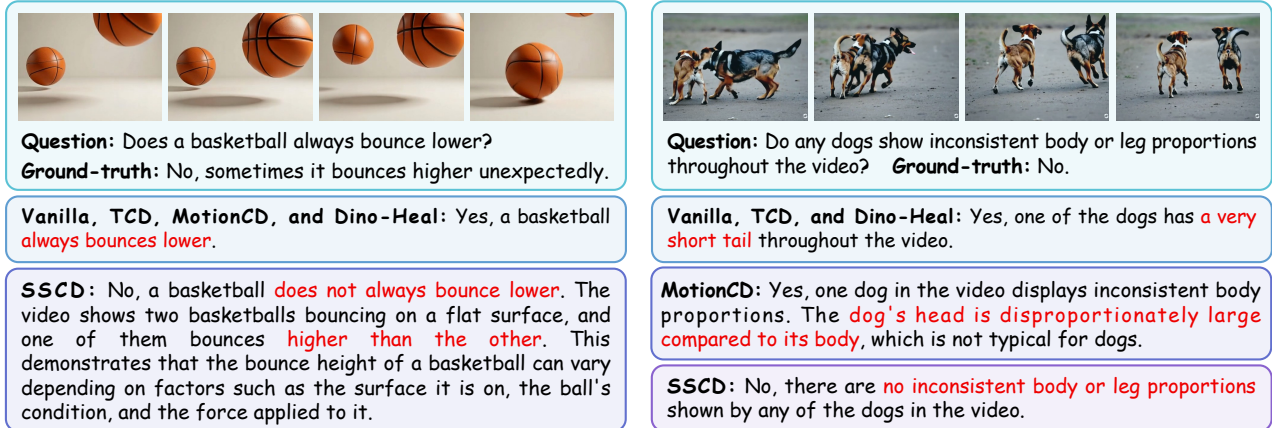 Question: Does a basketball always bounce lower?
Ground-truth: No, sometimes it bounces higher unexpectedly.
Vanilla, TCD, MotionCD, and Dino-Heal: Yes, a basketball
always bounces lower.
SSCD: No, a basketball does not always bounce lower. The
video shows two basketballs bouncing on a flat surface, and
one of them bounces higher than the other. This
demonstrates that the bounce height of a basketball can vary
depending on factors such as the surface it is on, the ball's
condition, and the force applied to it.
Question: Do any dogs show inconsistent body or leg proportions
throughout the video? Ground-truth: No.
Vanilla, TCD, and Dino-Heal: Yes, one of the dogs has a very
short tail throughout the video.
MotionCD: Yes, one dog in the video displays inconsistent body
proportions. The dog's head is disproportionately large
compared to its body, which is not typical for dogs.
SSCD: No, there are no inconsistent body or leg proportions
shown by any of the dogs in the video.